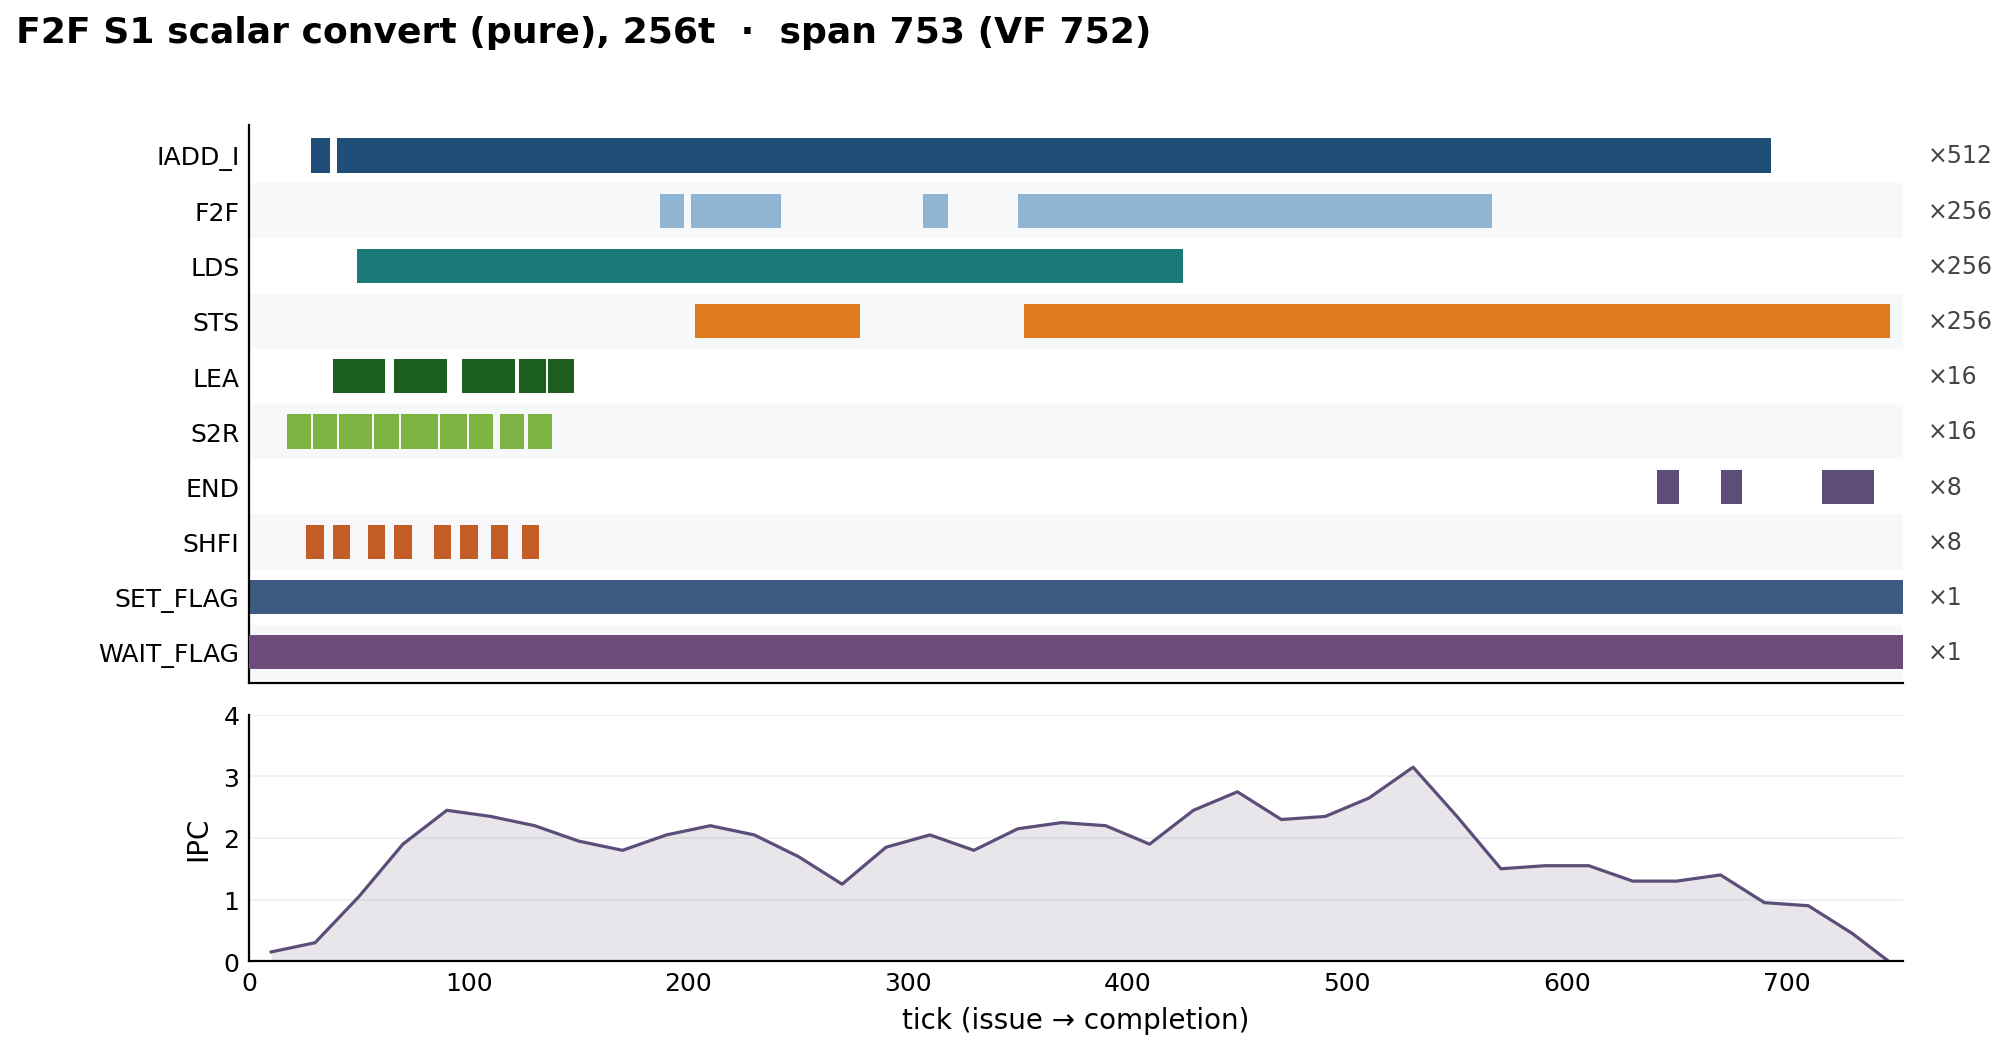 F2F S1 scalar convert (pure), 256t · span 753 (VF 752)
IADD_I ×512
F2F ×256
LDS ×256
STS ×256
LEA ×16
S2R ×16
END ×8
SHFI ×8
SET_FLAG ×1
WAIT_FLAG ×1
4
3
2
1
0
IPC
0 100 200 300 400 500 600 700
tick (issue → completion)